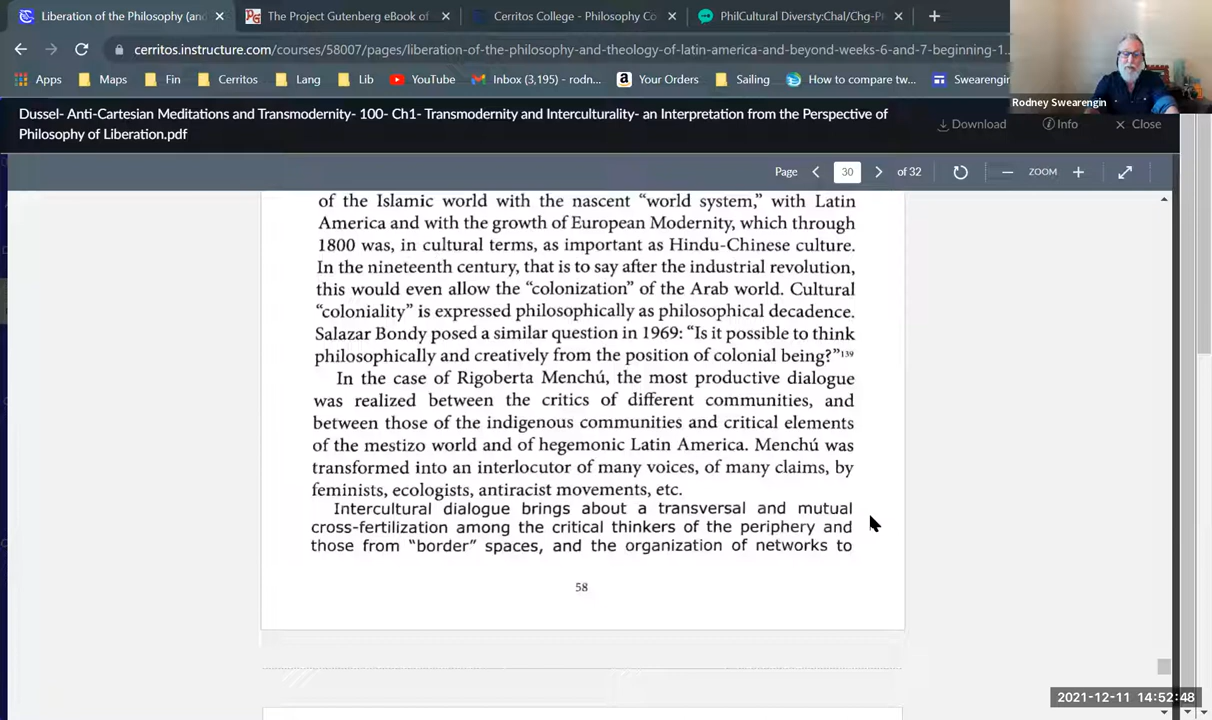 Liberation of the Philosophy (and
The Project Gutenberg eBook of
Cerritos College - Philosophy Co
PhilCultural Diversty:Chal/Chg-P
cerritos.instructure.com/courses/58007/pages/liberation-of-the-philosophy-and-theology-of-latin-america-and-beyond-weeks-6-and-7-beginning-1...
Apps Maps Fin Cerritos Lang Lib YouTube Inbox (3,195) - rodn... Your Orders Sailing How to compare tw... Swearengin
Rodney Swearengin
Dussel- Anti-Cartesian Meditations and Transmodernity- 100- Ch1- Transmodernity and Interculturality- an Interpretation from the Perspective of
Philosophy of Liberation.pdf
Download Info Close
Page 30 of 32 ZOOM
of the Islamic world with the nascent “world system,” with Latin
America and with the growth of European Modernity, which through
1800 was, in cultural terms, as important as Hindu-Chinese culture.
In the nineteenth century, that is to say after the industrial revolution,
this would even allow the “colonization” of the Arab world. Cultural
“coloniality” is expressed philosophically as philosophical decadence.
Salazar Bondy posed a similar question in 1969: “Is it possible to think
philosophically and creatively from the position of colonial being?”139
In the case of Rigoberta Menchú, the most productive dialogue
was realized between the critics of different communities, and
between those of the indigenous communities and critical elements
of the mestizo world and of hegemonic Latin America. Menchú was
transformed into an interlocutor of many voices, of many claims, by
feminists, ecologists, antiracist movements, etc.
Intercultural dialogue brings about a transversal and mutual
cross-fertilization among the critical thinkers of the periphery and
those from “border” spaces, and the organization of networks to
58
2021-12-11 14:52:48